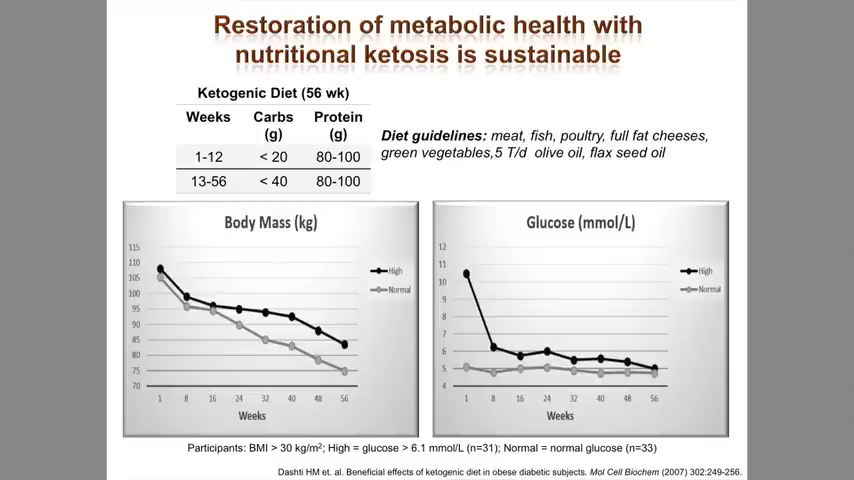 Restoration of metabolic health with
nutritional ketosis is sustainable
Ketogenic Diet (56 wk)
Weeks Carbs (g) Protein (g)
1-12 < 20 80-100
13-56 < 40 80-100
Diet guidelines: meat, fish, poultry, full fat cheeses,
green vegetables,5 T/d olive oil, flax seed oil
Body Mass (kg)
115
110
105
100
95
90
85
80
75
70
1 8 16 24 32 40 48 56
Weeks
High
Normal
Glucose (mmol/L)
12
11
10
9
8
7
6
5
4
1 8 16 24 32 40 48 56
Weeks
High
Normal
Participants: BMI > 30 kg/m²; High = glucose > 6.1 mmol/L (n=31); Normal = normal glucose (n=33)
Dashti HM et. al. Beneficial effects of ketogenic diet in obese diabetic subjects. Mol Cell Biochem (2007) 302:249-256.